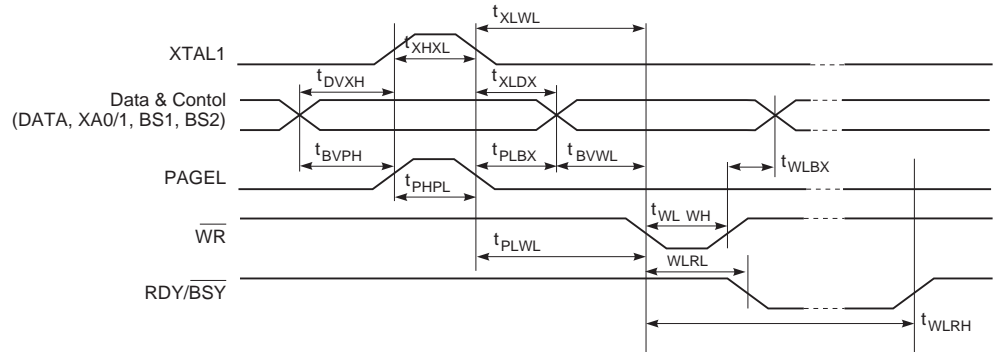 tXLWL
XTAL1
tXHXL
tDVXH
tXLDX
Data & Contol
(DATA, XA0/1, BS1, BS2)
tBVPH
tPLBX
tBVWL
tWLBX
PAGEL
tPHPL
tWL WH
WR
tPLWL
WLRL
RDY/BSY
tWLRH